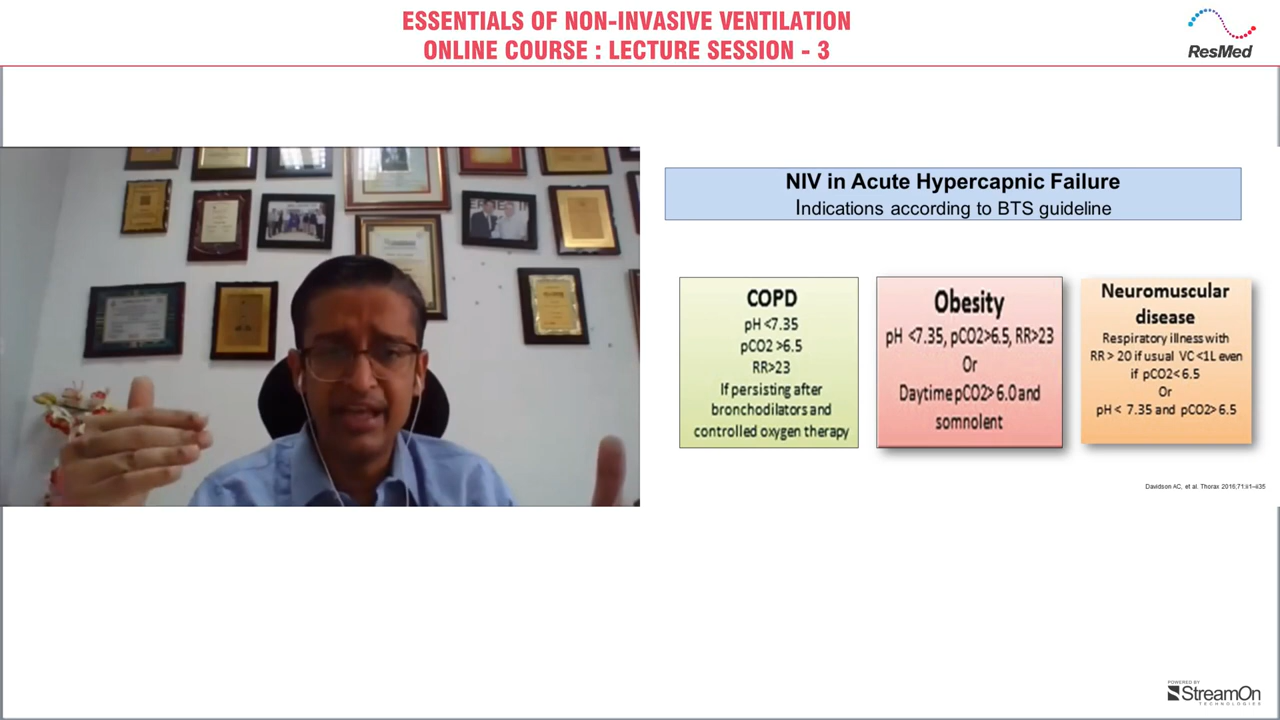 ESSENTIALS OF NON-INVASIVE VENTILATION
ONLINE COURSE : LECTURE SESSION - 3
ResMed
NIV in Acute Hypercapnic Failure
Indications according to BTS guideline
COPD
pH <7.35
pCO2 >6.5
RR>23
If persisting after
bronchodilators and
controlled oxygen therapy
Obesity
pH <7.35, pCO2>6.5, RR>23
Or
Daytime pCO2> 6.0 and
somnolent
Neuromuscular
disease
Respiratory illness with
RR > 20 if usual VC <1L even
if pCO2< 6.5
Or
pH < 7.35 and pCO2> 6.5
Davidson AC, et al. Thorax 2016;71:ii1–ii35
POWERED BY
StreamOn
TECHNOLOGIES